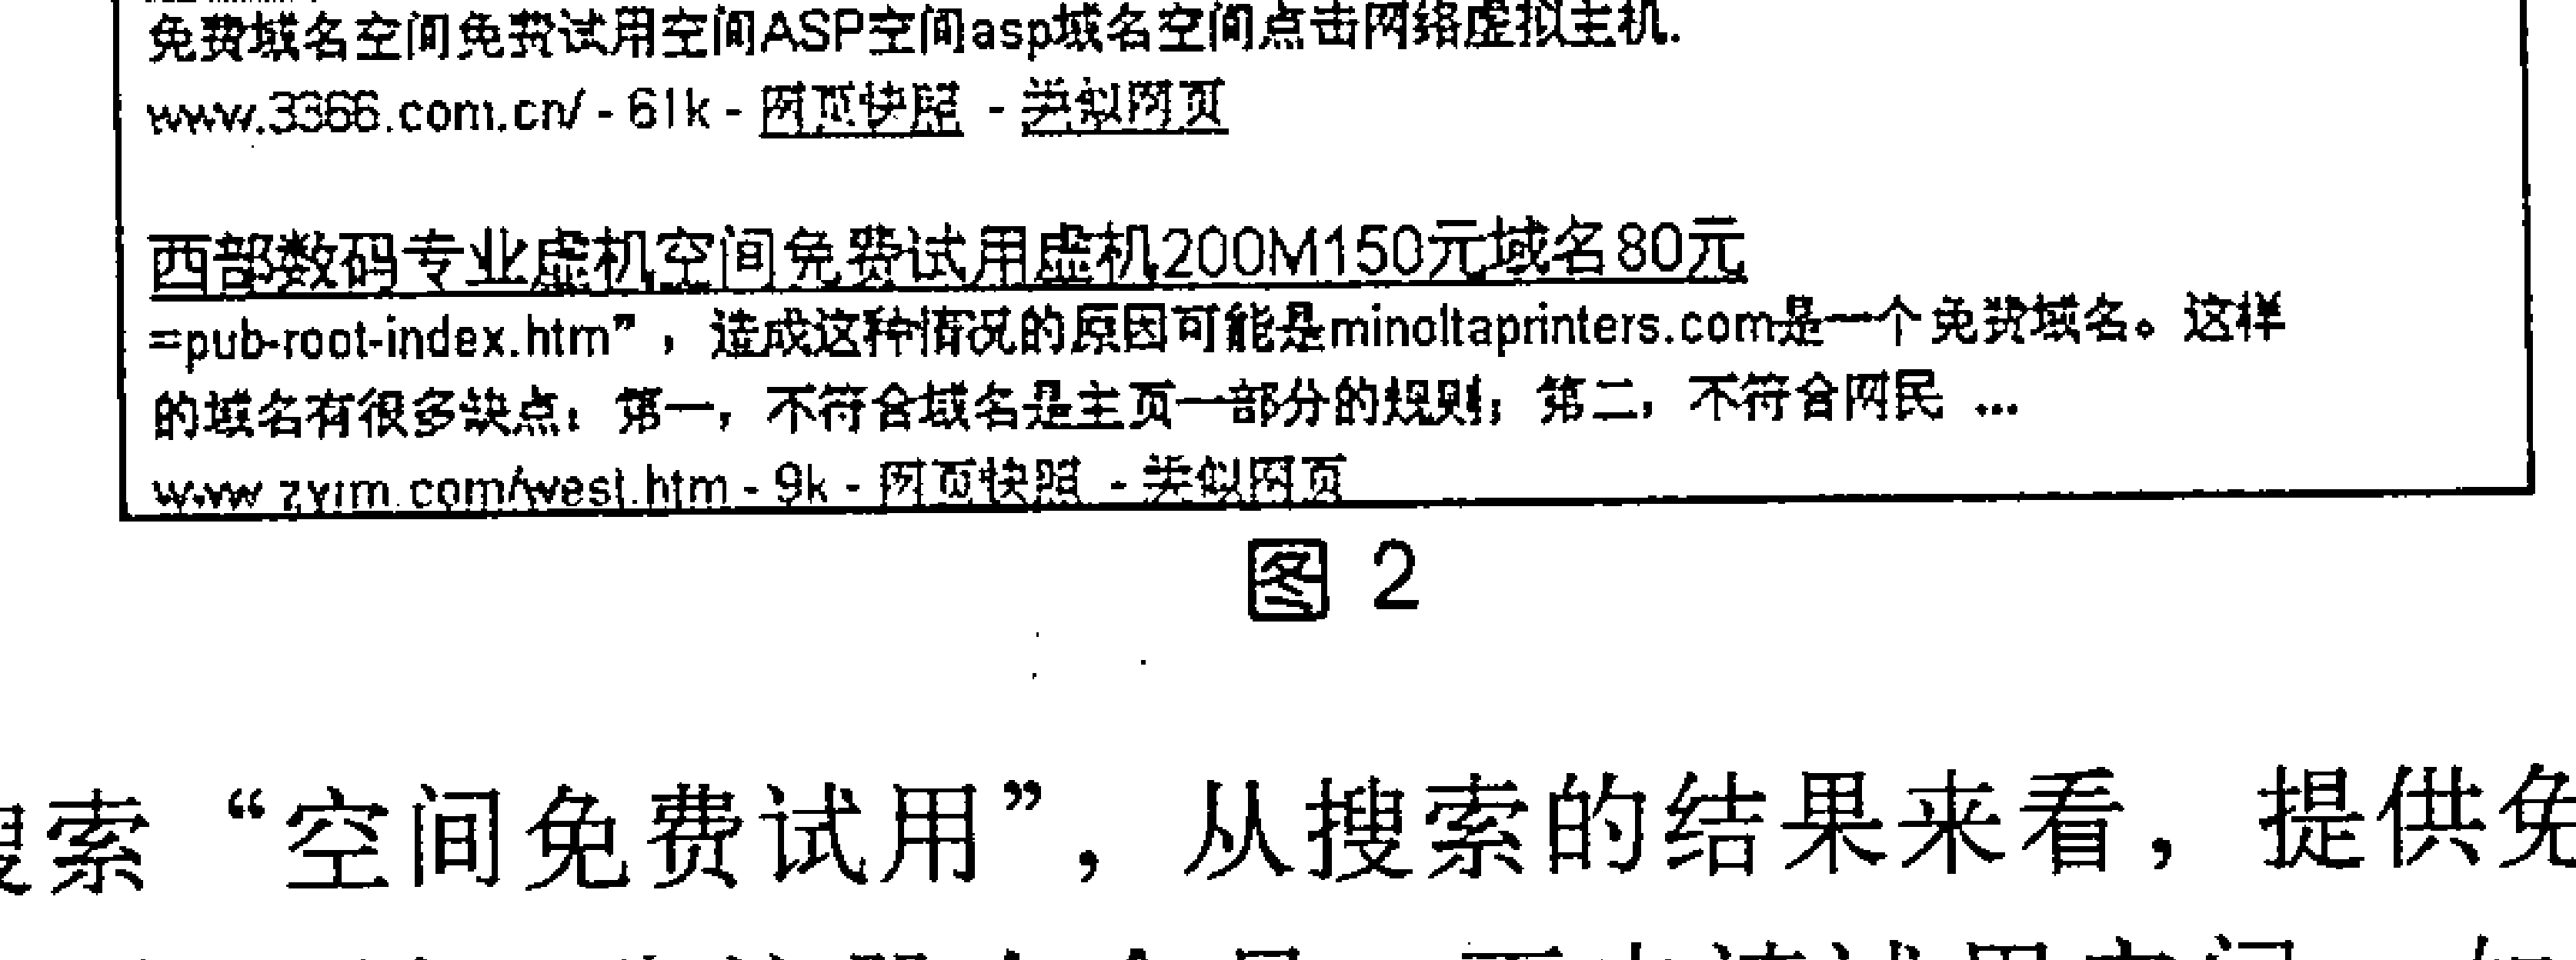 免费域名空间免费试用空间ASP空间asp域名空间点击网络虚拟主机.
www.3366.com.cn/ - 61k - 网页快照 - 类似网页
西部数码专业虚机空间免费试用虚机200M150元域名80元
=pub-root-index.htm”，造成这种情况的原因可能是minoltaprinters.com是一个免费域名。这样
的域名有很多缺点：第一，不符合域名是主页一部分的规则；第二，不符合网民 ...
www.zyim.com/west.htm - 9k - 网页快照 - 类似网页
图 2
搜索“空间免费试用”，从搜索的结果来看，提供免